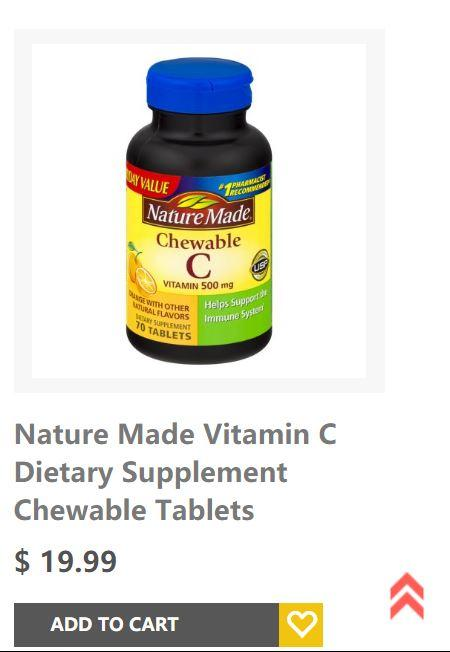 DAY VALUE
#1 PHARMACIST
RECOMMENDED
Nature Made
Chewable
C
VITAMIN 500 mg
USP
ORANGE WITH OTHER
NATURAL FLAVORS
DIETARY SUPPLEMENT
70 TABLETS
Helps Support the
Immune System
Nature Made Vitamin C
Dietary Supplement
Chewable Tablets
$ 19.99
ADD TO CART